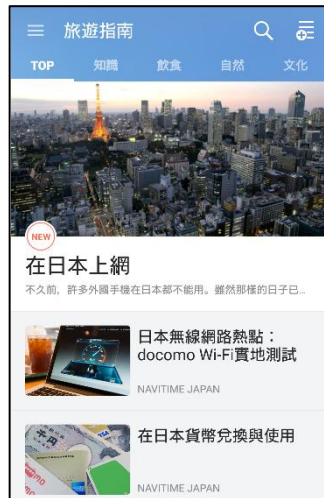 旅遊指南
TOP 知識 飲食 自然 文化
NEW
在日本上網
不久前，許多外國手機在日本都不能用。雖然那樣的日子已...
日本無線網路熱點：
docomo Wi-Fi實地測試
NAVITIME JAPAN
在日本貨幣兌換與使用
NAVITIME JAPAN